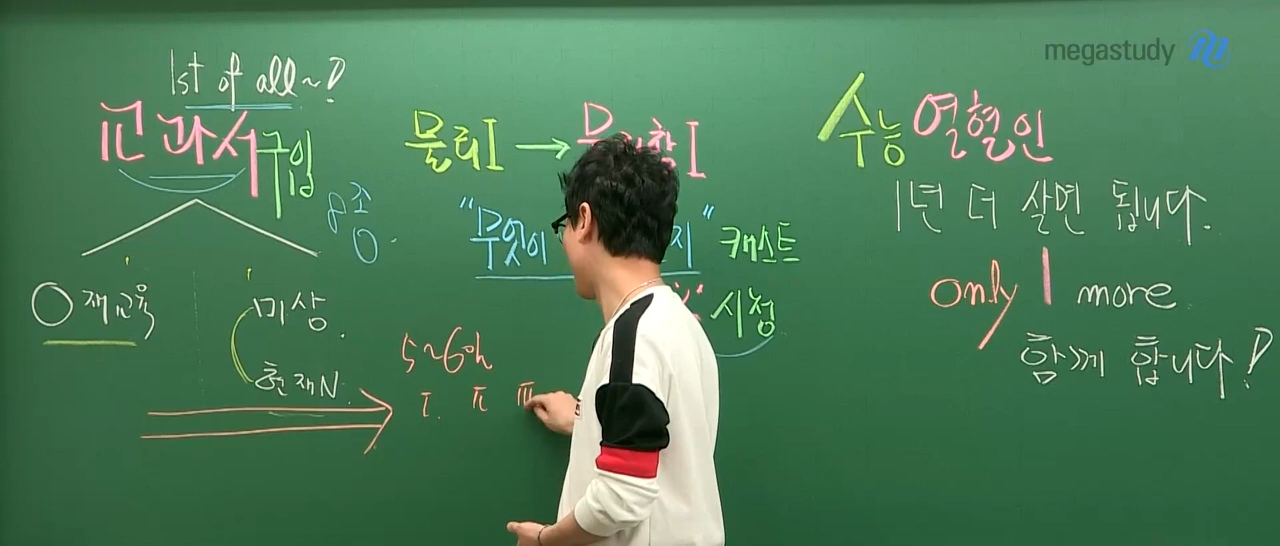 megastudy
1st of all~?
교과서 구입
8종
O 재교육
미상
현재N
물리I → 물리학I
"무엇이 지" 캐스트
시청
5~6h
I. II III
수능 열혈인
1년 더 살면 됩니다.
only 1 more
함께 합니다!